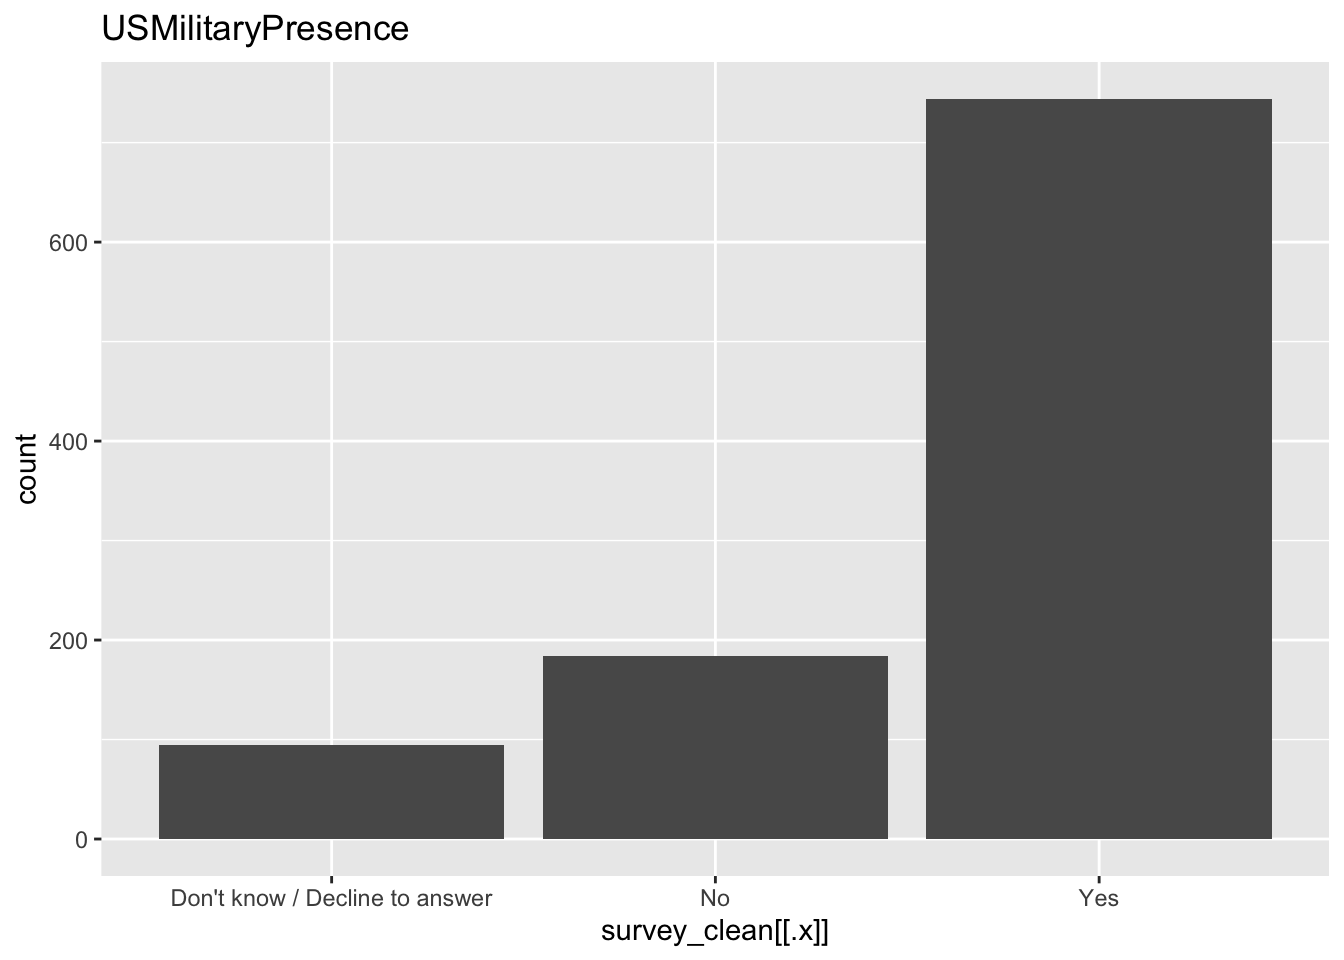 USMilitaryPresence
count
600
400
200
0
Don't know / Decline to answer
No
Yes
survey_clean[[.x]]